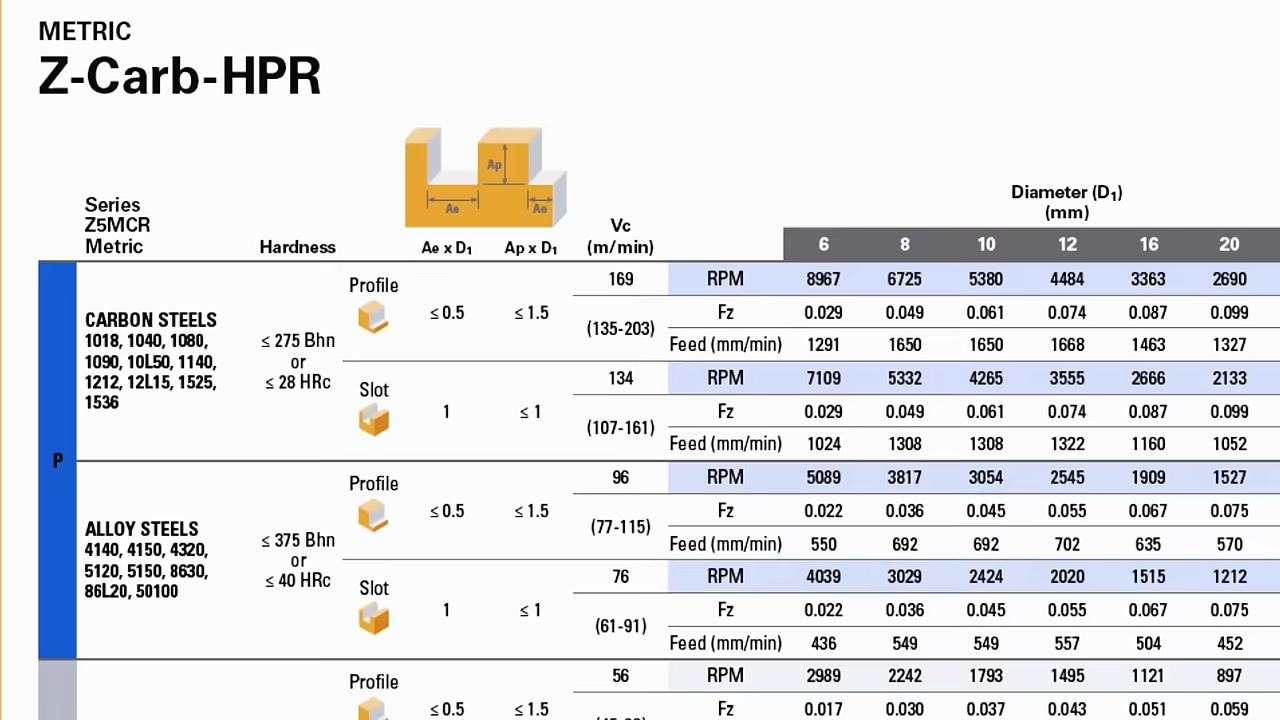 METRIC
Z-Carb-HPR
Ap
Ae Ae
Diameter (D1)
(mm)
Series
Z5MCR
Metric
Hardness
Ae x D1 Ap x D1
Vc
(m/min)
6 8 10 12 16 20
P
CARBON STEELS
1018, 1040, 1080,
1090, 10L50, 1140,
1212, 12L15, 1525,
1536
≤ 275 Bhn
or
≤ 28 HRc
Profile
≤ 0.5 ≤ 1.5
169
(135-203)
RPM 8967 6725 5380 4484 3363 2690
Fz 0.029 0.049 0.061 0.074 0.087 0.099
Feed (mm/min) 1291 1650 1650 1668 1463 1327
Slot
1 ≤ 1
134
(107-161)
RPM 7109 5332 4265 3555 2666 2133
Fz 0.029 0.049 0.061 0.074 0.087 0.099
Feed (mm/min) 1024 1308 1308 1322 1160 1052
ALLOY STEELS
4140, 4150, 4320,
5120, 5150, 8630,
86L20, 50100
≤ 375 Bhn
or
≤ 40 HRc
Profile
≤ 0.5 ≤ 1.5
96
(77-115)
RPM 5089 3817 3054 2545 1909 1527
Fz 0.022 0.036 0.045 0.055 0.067 0.075
Feed (mm/min) 550 692 692 702 635 570
Slot
1 ≤ 1
76
(61-91)
RPM 4039 3029 2424 2020 1515 1212
Fz 0.022 0.036 0.045 0.055 0.067 0.075
Feed (mm/min) 436 549 549 557 504 452
Profile
≤ 0.5 ≤ 1.5
56
RPM 2989 2242 1793 1495 1121 897
Fz 0.017 0.030 0.037 0.043 0.051 0.059